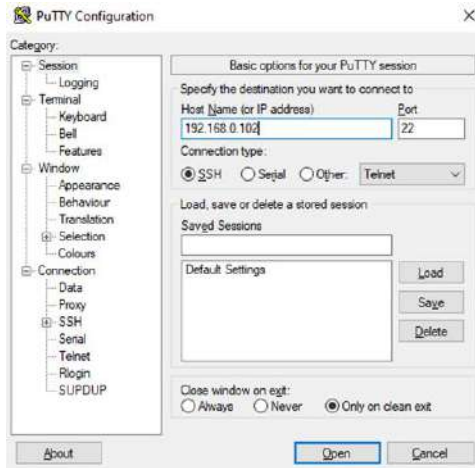 PuTTY Configuration
Category:
Session
Logging
Terminal
Keyboard
Bell
Features
Window
Appearance
Behaviour
Translation
Selection
Colours
Connection
Data
Proxy
SSH
Serial
Telnet
Rlogin
SUPDUP
Basic options for your PuTTY session
Specify the destination you want to connect to
Host Name (or IP address) Port
192.168.0.102 22
Connection type:
SSH Serial Other: Telnet
Load, save or delete a stored session
Saved Sessions
Default Settings
Load
Save
Delete
Close window on exit:
Always Never Only on clean exit
About Open Cancel